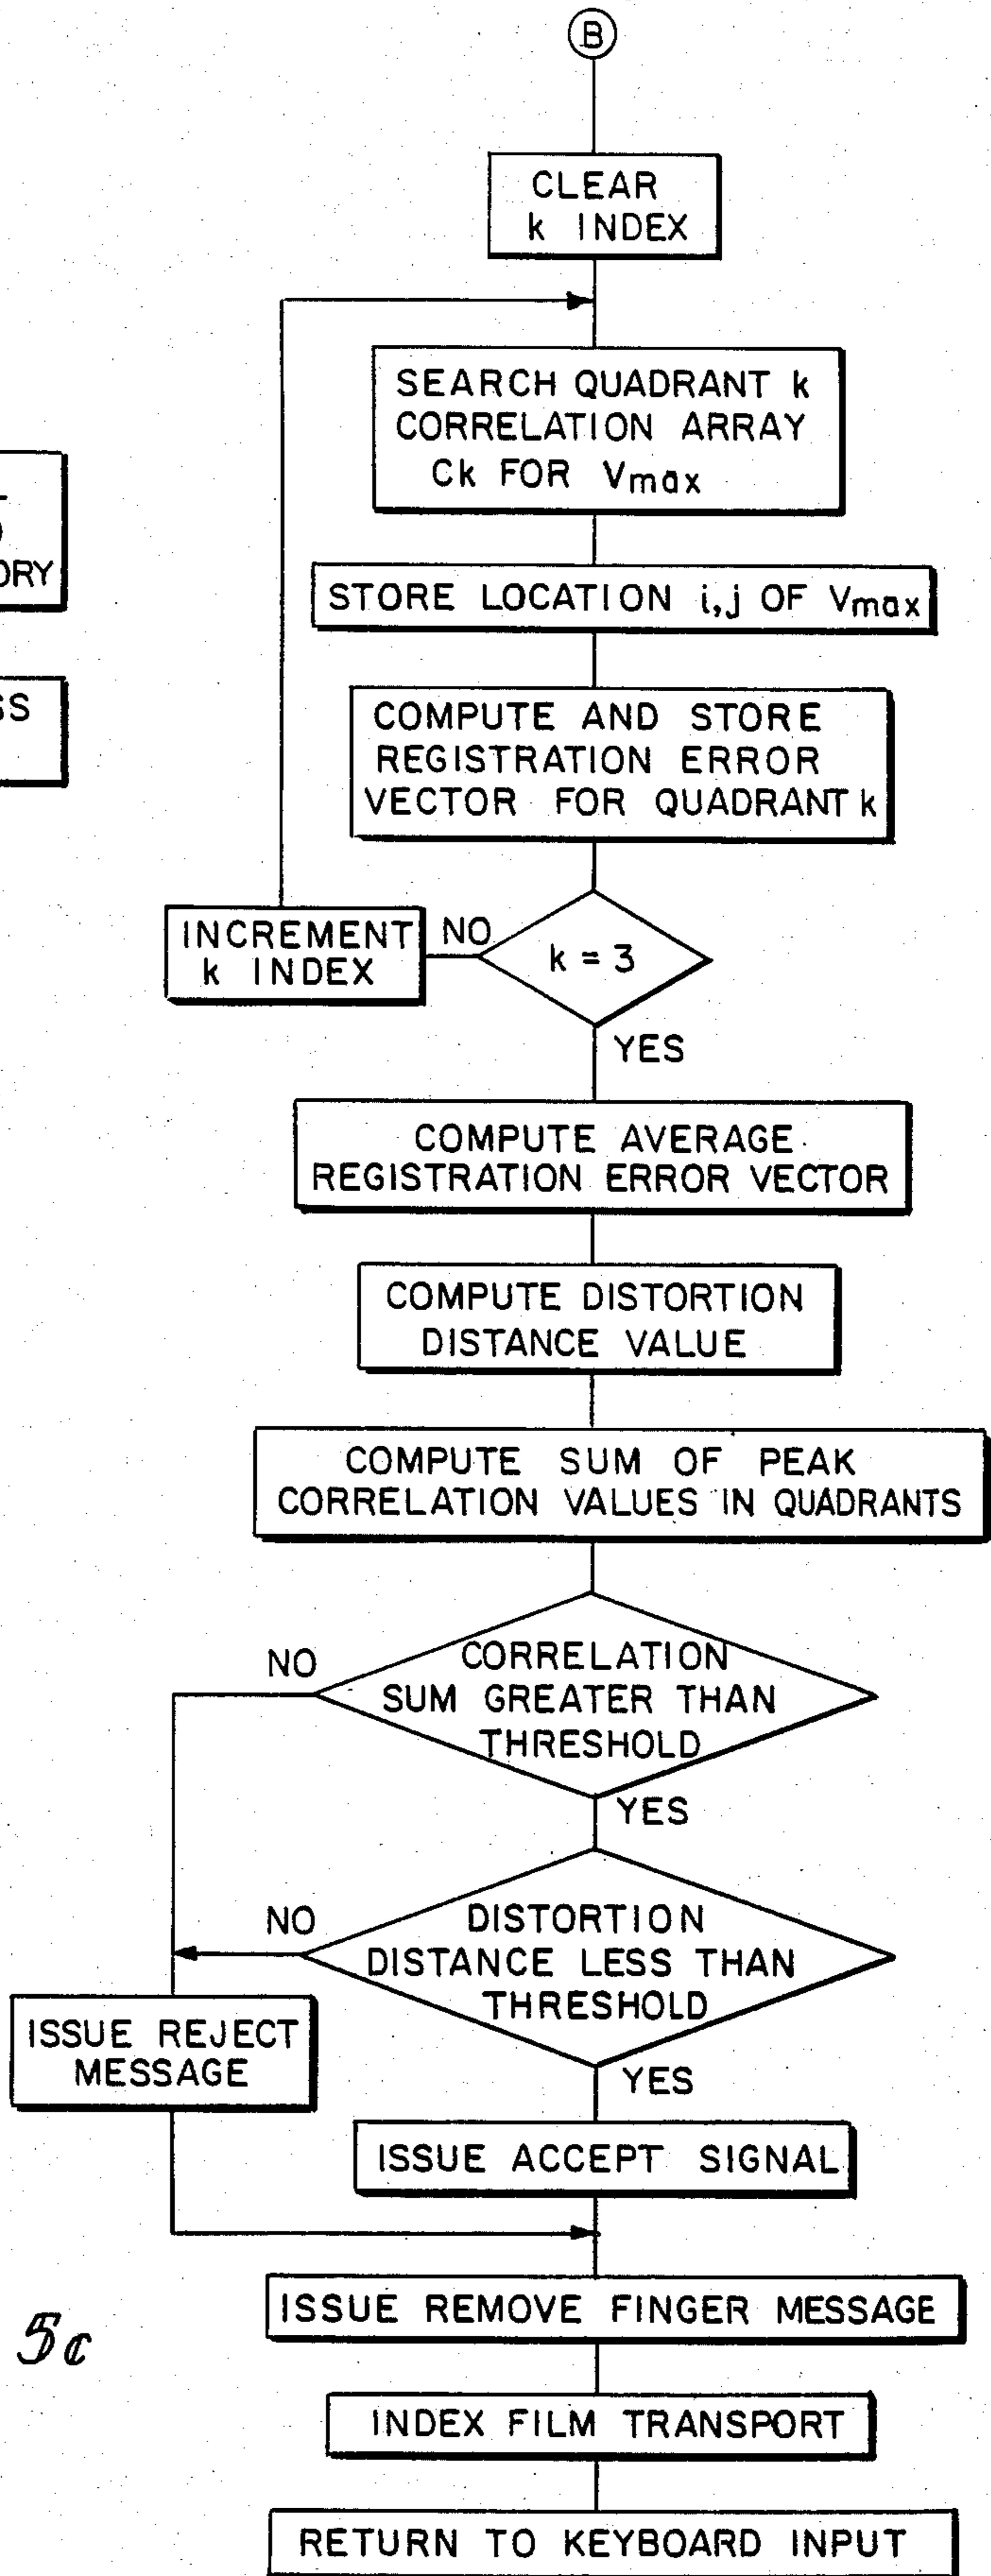 B
CLEAR
k INDEX
SEARCH QUADRANT k
CORRELATION ARRAY
Ck FOR Vmax
ORY
STORE LOCATION i,j OF Vmax
SS
COMPUTE AND STORE
REGISTRATION ERROR
VECTOR FOR QUADRANT k
INCREMENT
k INDEX
NO
k = 3
YES
COMPUTE AVERAGE
REGISTRATION ERROR VECTOR
COMPUTE DISTORTION
DISTANCE VALUE
COMPUTE SUM OF PEAK
CORRELATION VALUES IN QUADRANTS
NO
CORRELATION
SUM GREATER THAN
THRESHOLD
YES
NO
DISTORTION
DISTANCE LESS THAN
THRESHOLD
ISSUE REJECT
MESSAGE
YES
ISSUE ACCEPT SIGNAL
ISSUE REMOVE FINGER MESSAGE
5c
INDEX FILM TRANSPORT
RETURN TO KEYBOARD INPUT